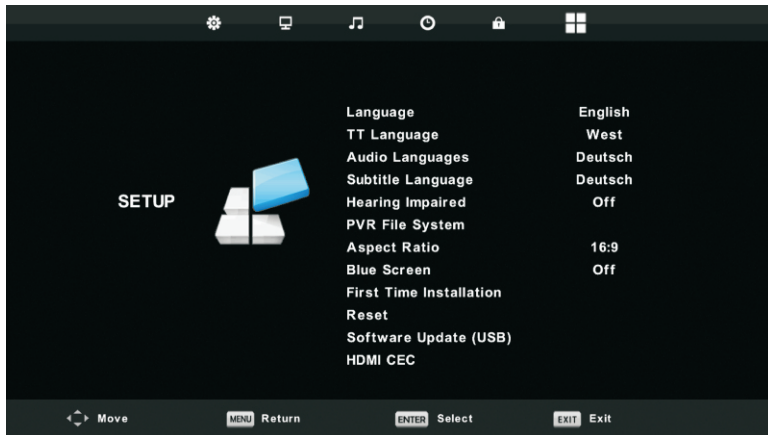 Language English
TT Language West
Audio Languages Deutsch
Subtitle Language Deutsch
SETUP
Hearing Impaired Off
PVR File System
Aspect Ratio 16:9
Blue Screen Off
First Time Installation
Reset
Software Update (USB)
HDMI CEC
Move MENU Return ENTER Select EXIT Exit